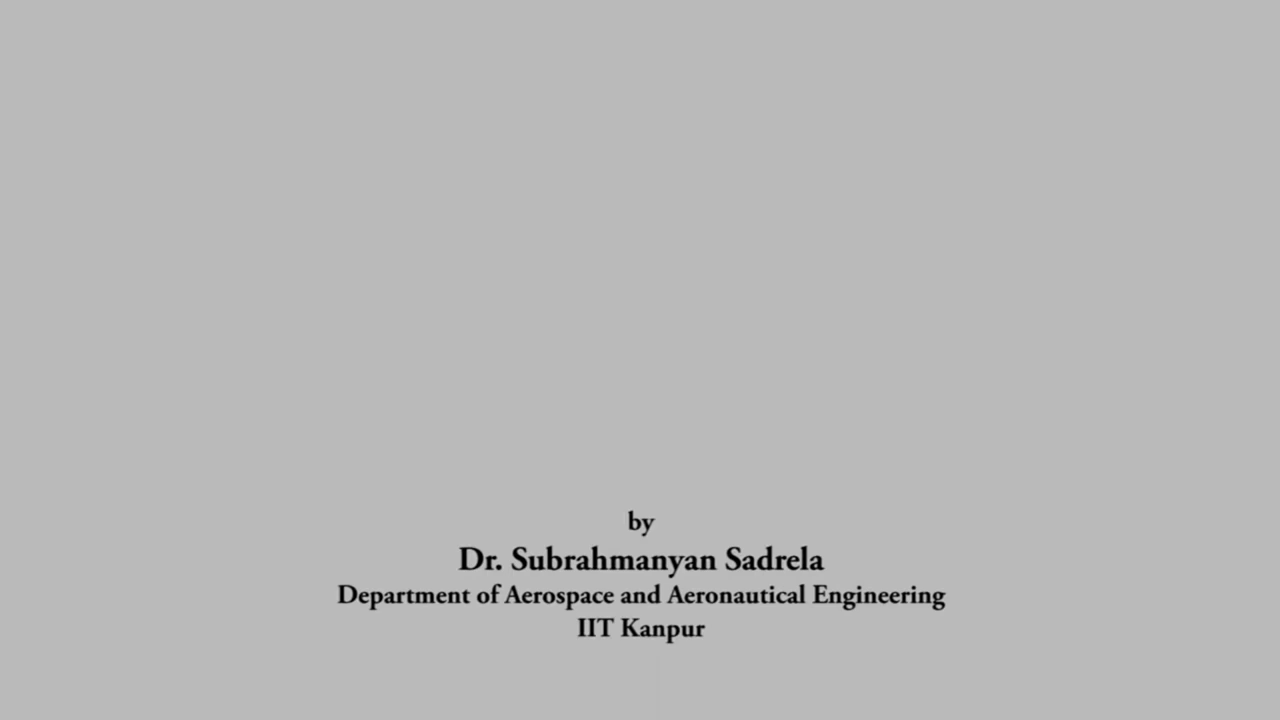 by
Dr. Subrahmanyan Sadrela
Department of Aerospace and Aeronautical Engineering
IIT Kanpur